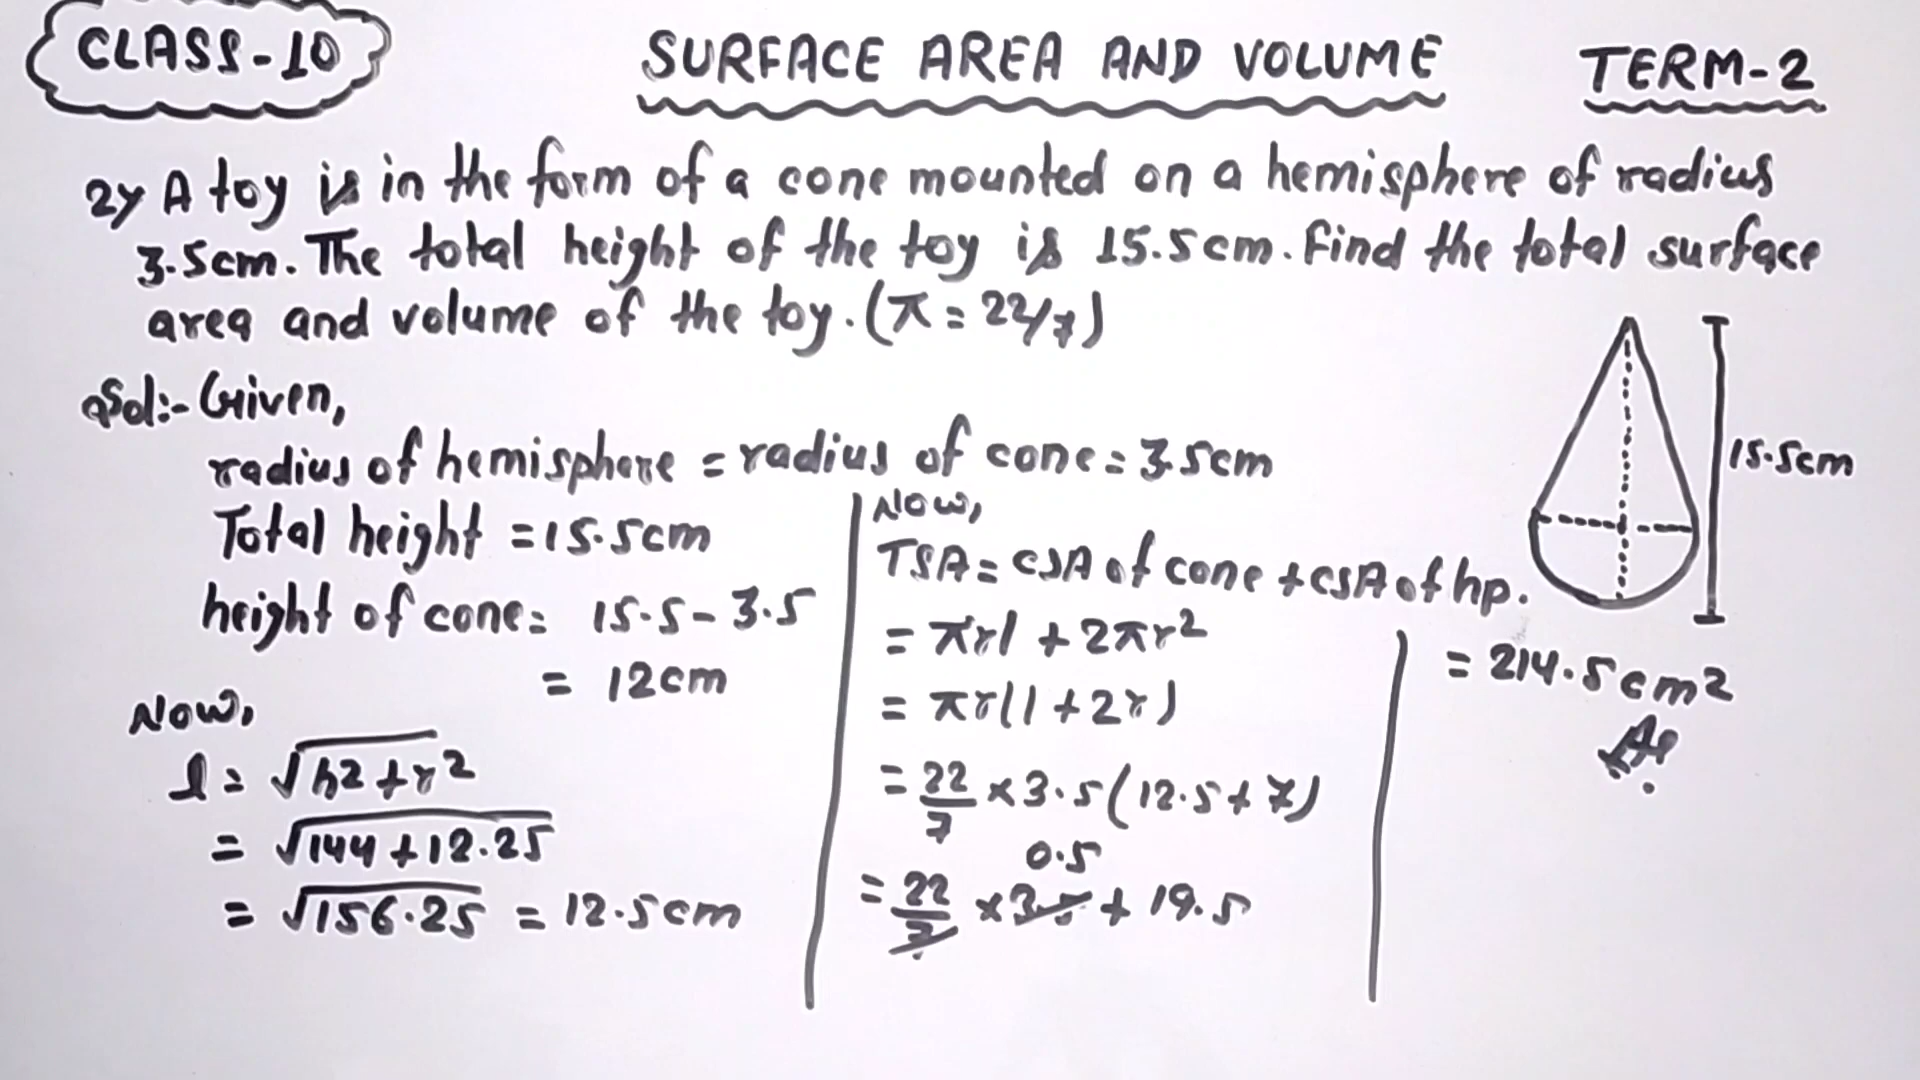 CLASS-10
SURFACE AREA AND VOLUME
TERM-2
2y A toy is in the form of a cone mounted on a hemisphere of radius
3.5cm. The total height of the toy is 15.5cm. Find the total surface
area and volume of the toy. (π = 22/7)
Sol:- Given,
radius of hemisphere = radius of cone = 3.5cm
Total height = 15.5cm
height of cone = 15.5 - 3.5
= 12cm
Now,
l = √h2 + r2
= √144 + 12.25
= √156.25 = 12.5cm
Now,
TSA = CSA of cone + CSA of hp.
= πrl + 2πr2
= πr(l + 2r)
= 22/7 × 3.5(12.5 + 7)
0.5
= 22/7 × 3.5 + 19.5
15.5cm
= 214.5cm2